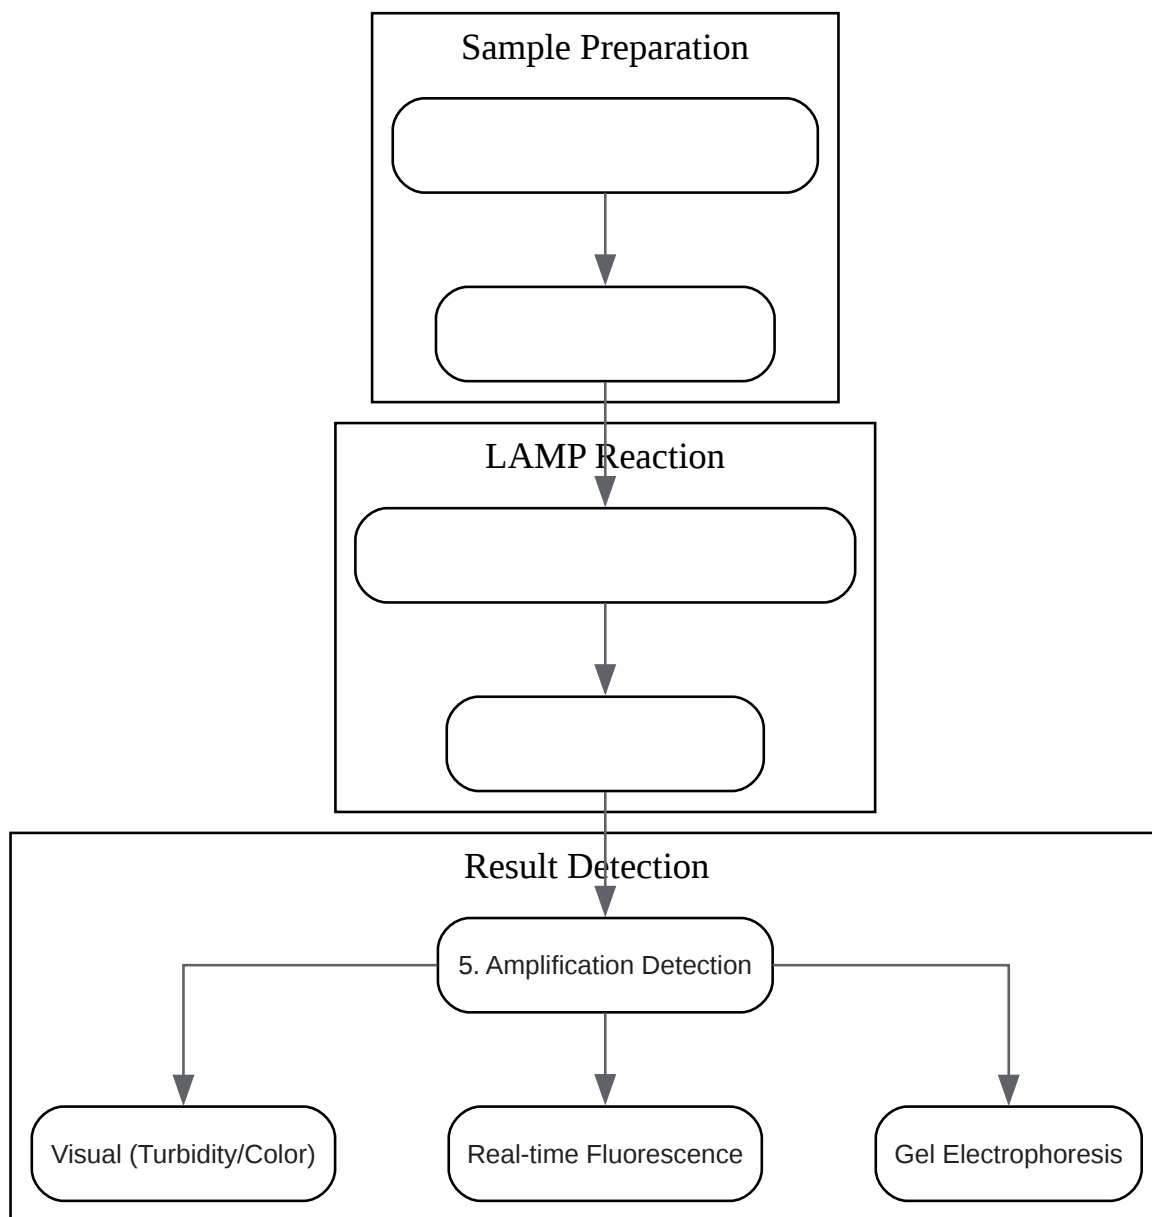 Sample Preparation
LAMP Reaction
Result Detection
5. Amplification Detection
Visual (Turbidity/Color)
Real-time Fluorescence
Gel Electrophoresis